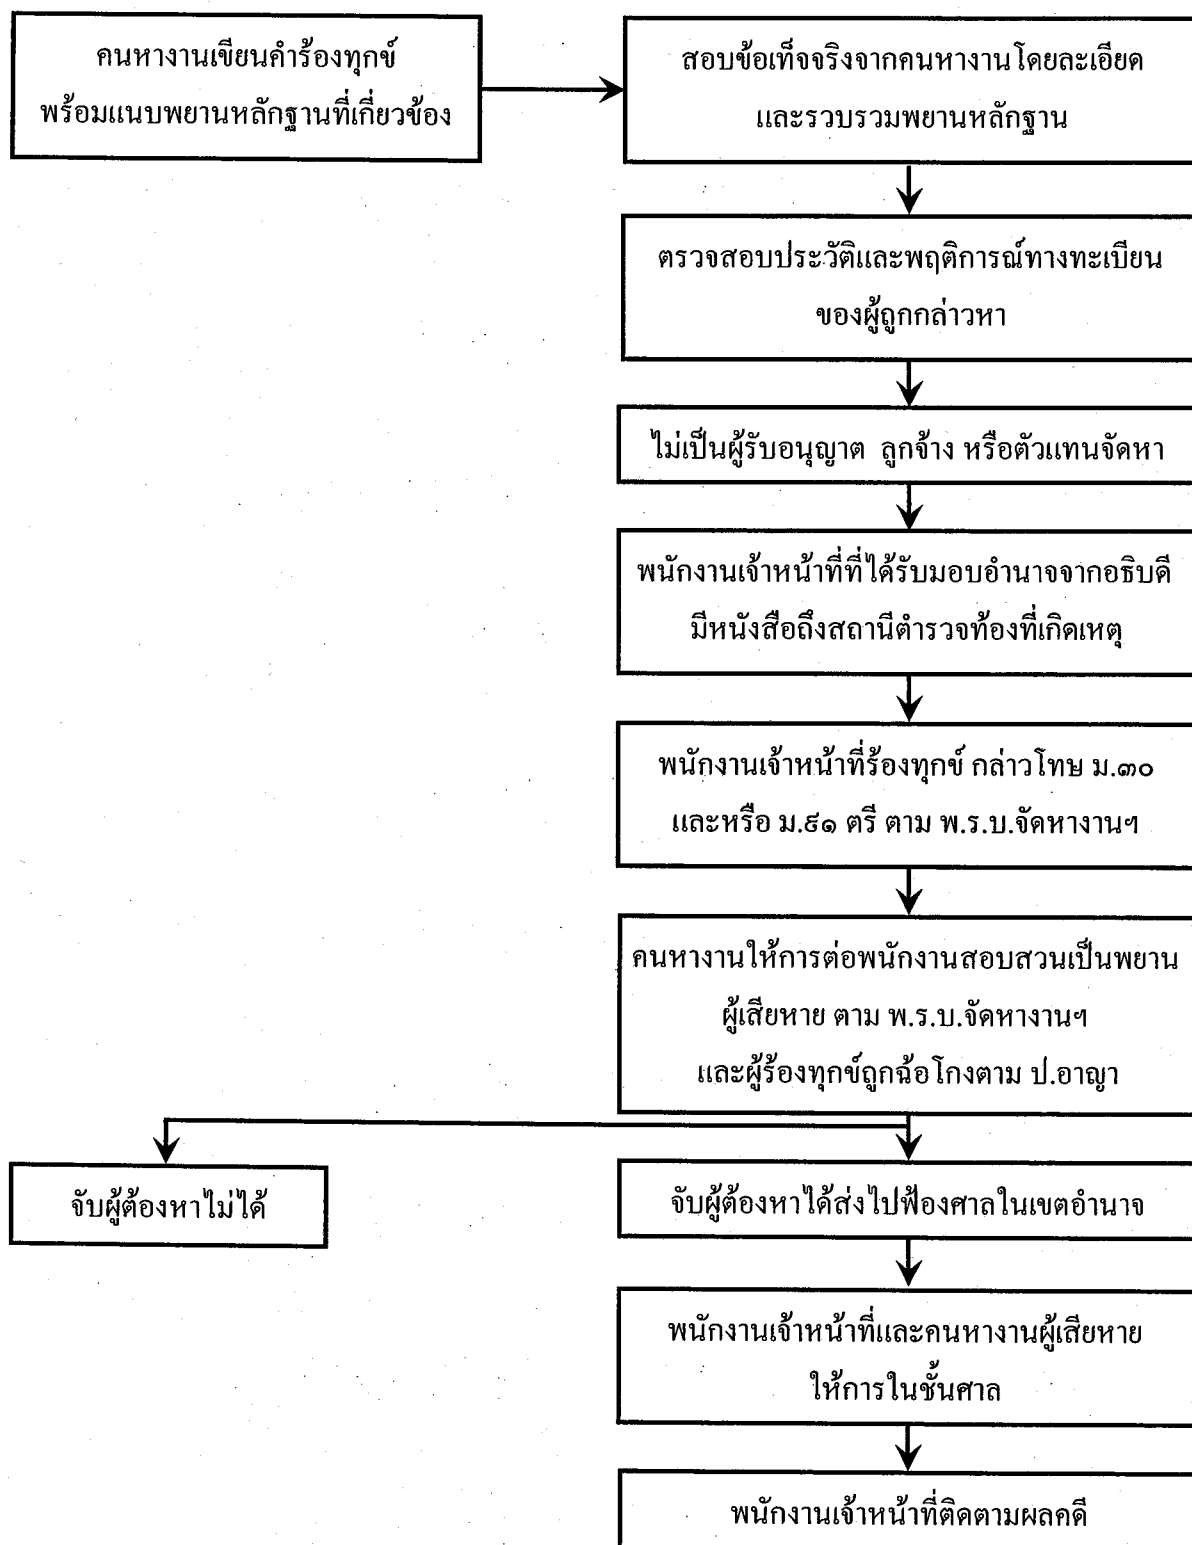 คนหางานเขียนคำร้องทุกข์
พร้อมแนบพยานหลักฐานที่เกี่ยวข้อง
สอบข้อเท็จจริงจากคนหางานโดยละเอียด
และรวบรวมพยานหลักฐาน
ตรวจสอบประวัติและพฤติการณ์ทางทะเบียน
ของผู้ถูกกล่าวหา
ไม่เป็นผู้รับอนุญาต ลูกจ้าง หรือตัวแทนจัดหา
พนักงานเจ้าหน้าที่ที่ได้รับมอบอำนาจจากอธิบดี
มีหนังสือถึงสถานีตำรวจท้องที่เกิดเหตุ
พนักงานเจ้าหน้าที่ร้องทุกข์ กล่าวโทษ ม.๓๐
และหรือ ม.๙๑ ตรี ตาม พ.ร.บ.จัดหางานฯ
คนหางานให้การต่อพนักงานสอบสวนเป็นพยาน
ผู้เสียหาย ตาม พ.ร.บ.จัดหางานฯ
และผู้ร้องทุกข์ถูกฉ้อโกงตาม ป.อาญา
จับผู้ต้องหาไม่ได้
จับผู้ต้องหาได้ส่งไปฟ้องศาลในเขตอำนาจ
พนักงานเจ้าหน้าที่และคนหางานผู้เสียหาย
ให้การในชั้นศาล
พนักงานเจ้าหน้าที่ติดตามผลคดี